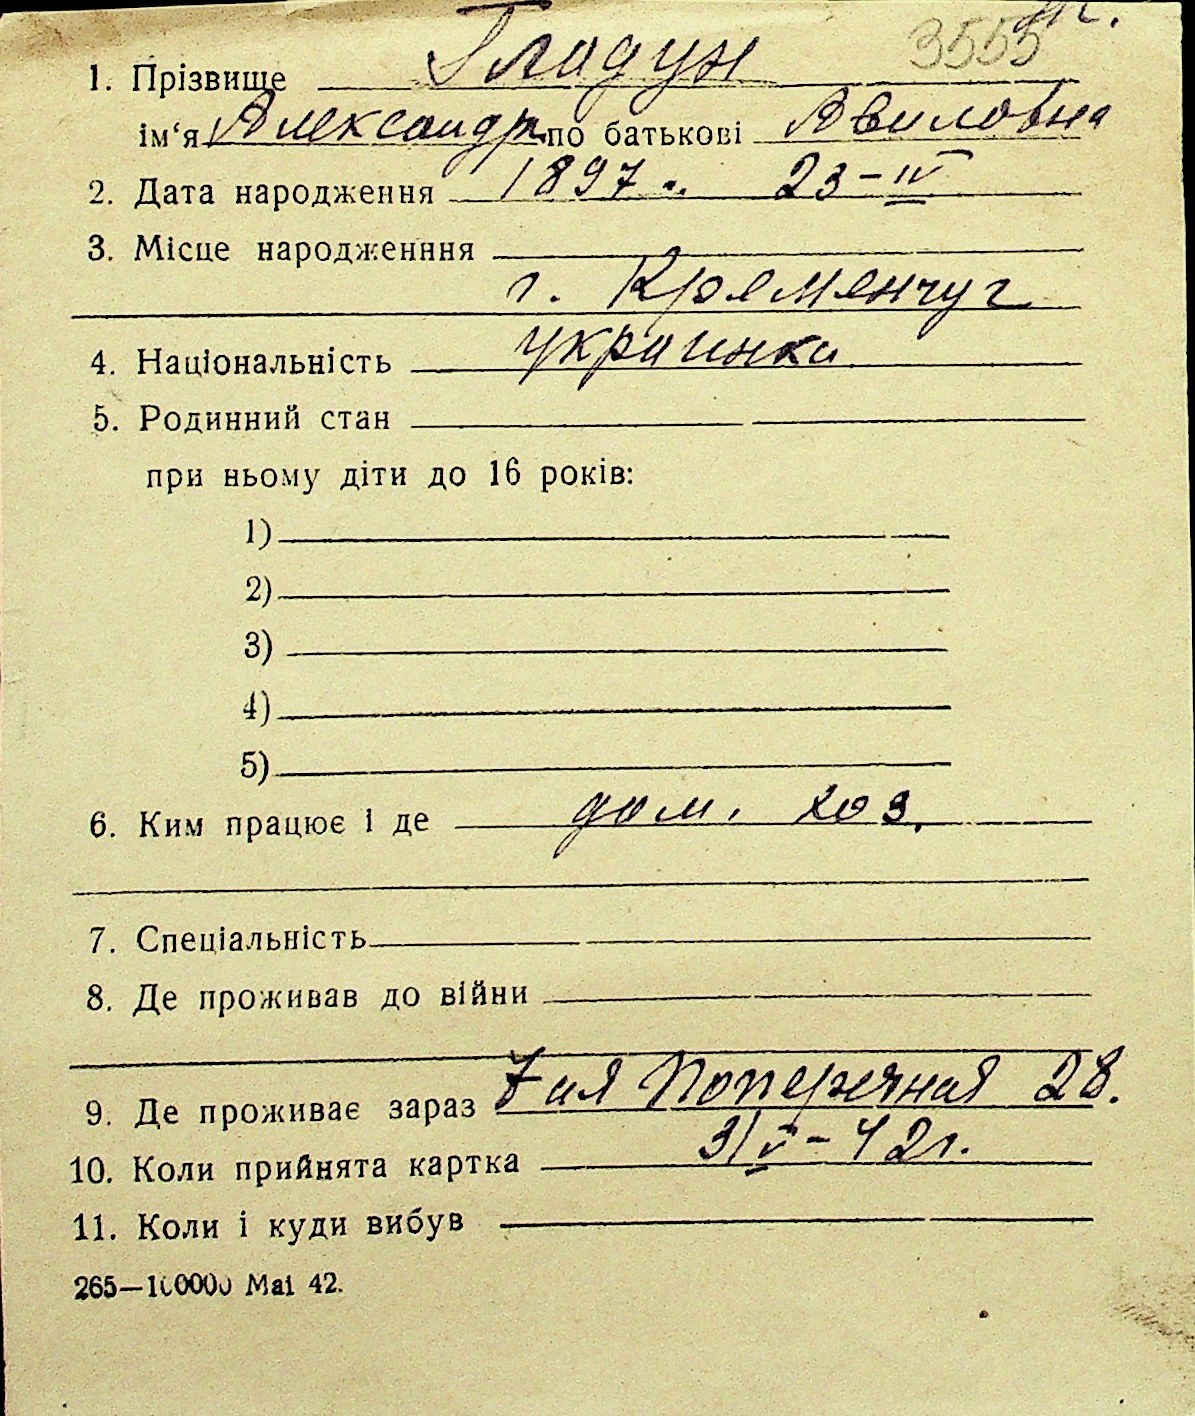 3555
1. Прізвище Гладун
ім‘я Александр. по батькові Авиловна
2. Дата народження 1897 г. 23–IV
3. Місце народженння
г. Кременчуг
4. Національність украинка
5. Родинний стан
при ньому діти до 16 років:
1)
2)
3)
4)
5)
6. Ким працює і де дом. хоз.
7. Спеціальність
8. Де проживав до війни
9. Де проживає зараз 7 ая Поперечная 28.
10. Коли прийнята картка 3/V–42г.
11. Коли і куди вибув
265—100000 Mai 42.